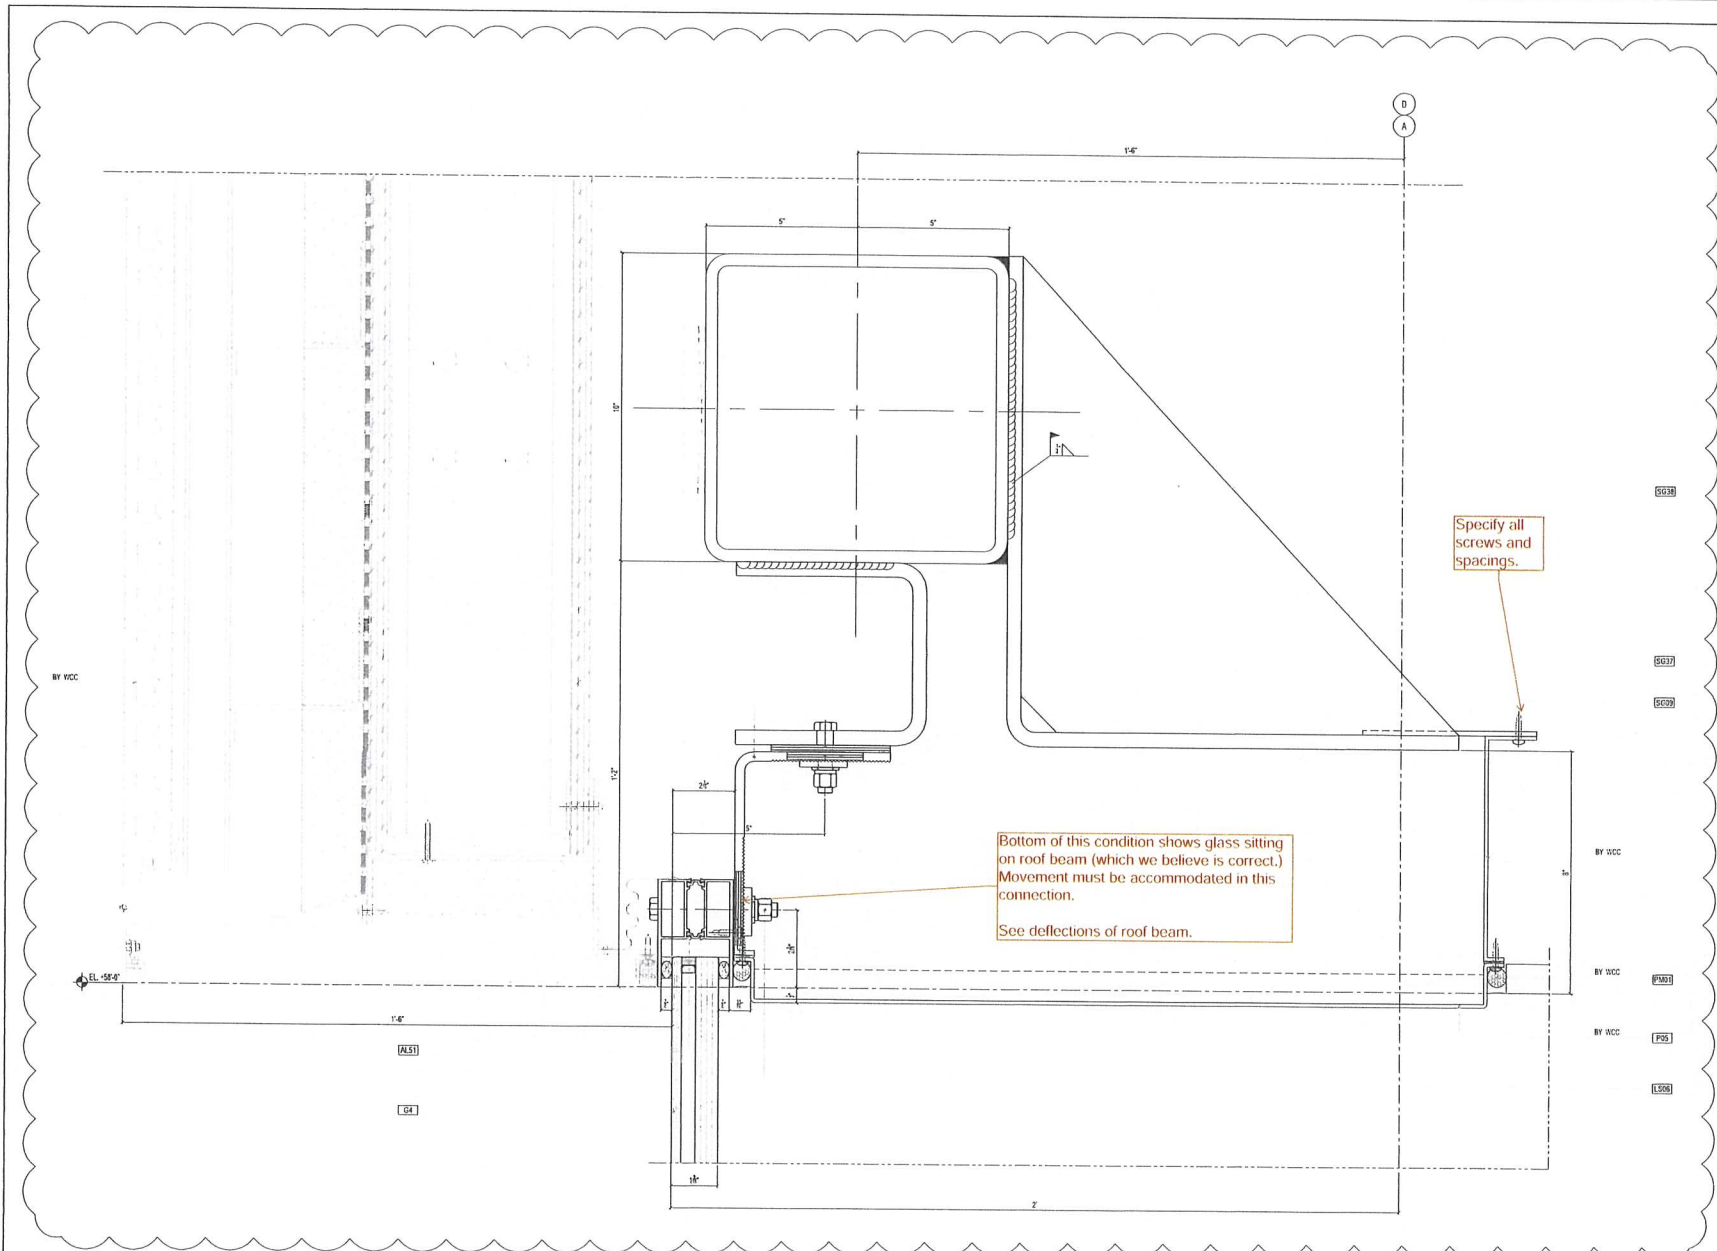 D
A
1'-6"
5"
5"
10"
SG38
Specify all
screws and
spacings.
SG37
BY WCC
SG09
1'-2"
5"
Bottom of this condition shows glass sitting
on roof beam (which we believe is correct.)
Movement must be accommodated in this
connection.
See deflections of roof beam.
BY WCC
8"
EL. +58'-0"
BY WCC
PM01
1'-6"
BY WCC
P05
AL51
LS06
G4
2'